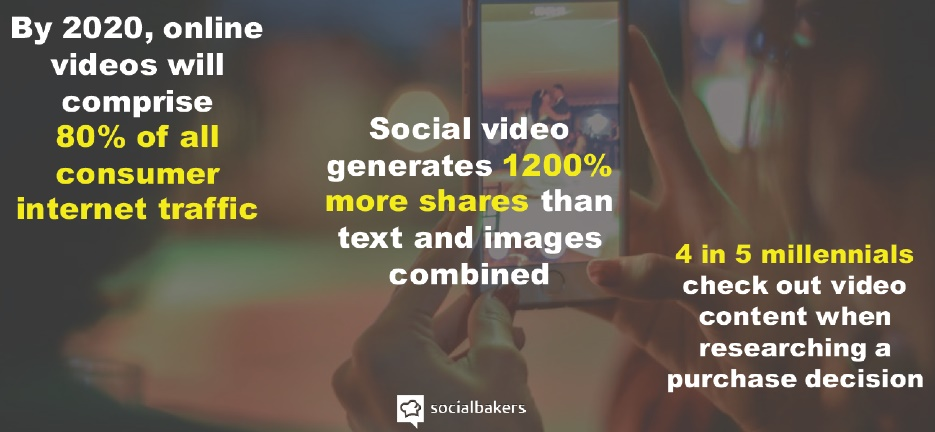 By 2020, online
videos will
comprise
80% of all
consumer
internet traffic
Social video
generates 1200%
more shares than
text and images
combined
4 in 5 millennials
check out video
content when
researching a
purchase decision
socialbakers